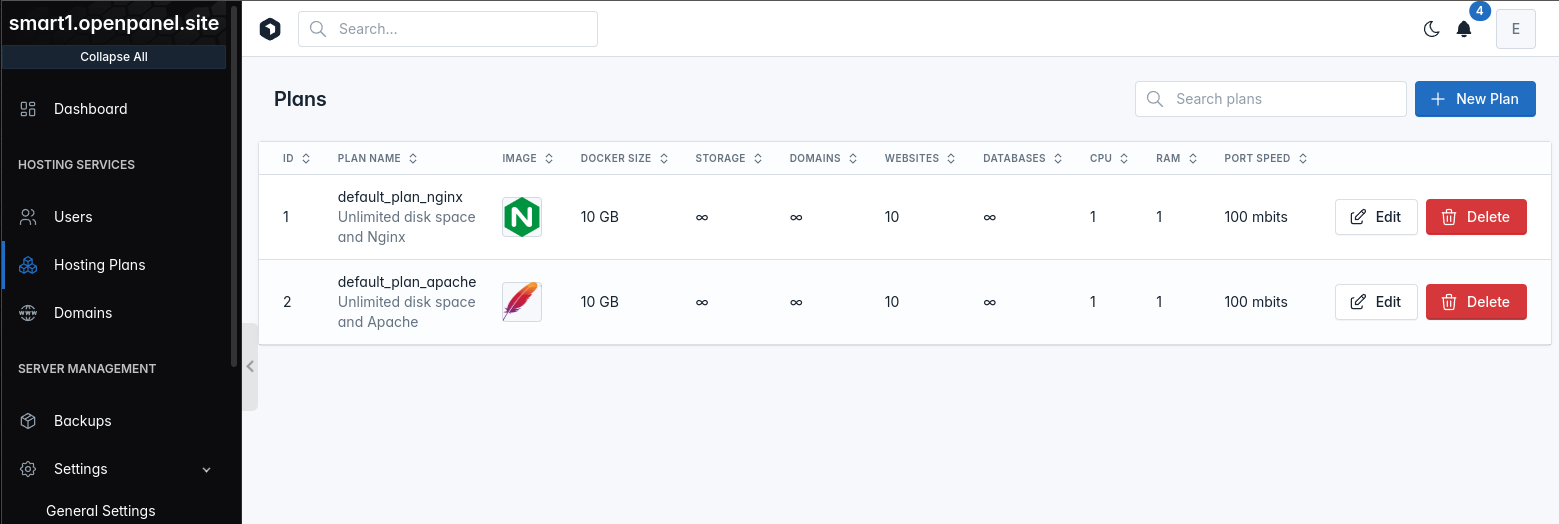 smart1.openpanel.site
Collapse All
Dashboard
HOSTING SERVICES
Users
Hosting Plans
Domains
SERVER MANAGEMENT
Backups
Settings
General Settings
Search...
4
E
Plans
Search plans
New Plan
ID PLAN NAME IMAGE DOCKER SIZE STORAGE DOMAINS WEBSITES DATABASES CPU RAM PORT SPEED
default_plan_nginx
1 Unlimited disk space N 10 GB ∞ ∞ 10 ∞ 1 1 100 mbits Edit Delete
and Nginx
default_plan_apache
2 Unlimited disk space 10 GB ∞ ∞ 10 ∞ 1 1 100 mbits Edit Delete
and Apache